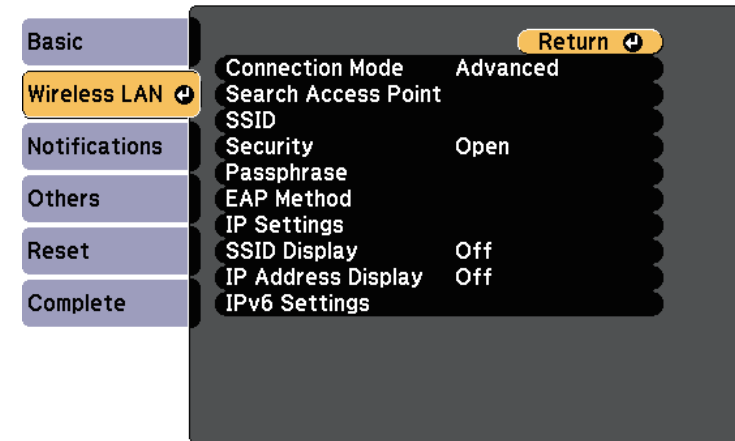 Basic
Wireless LAN
Notifications
Others
Reset
Complete
Return
Connection Mode Advanced
Search Access Point
SSID
Security Open
Passphrase
EAP Method
IP Settings
SSID Display Off
IP Address Display Off
IPv6 Settings